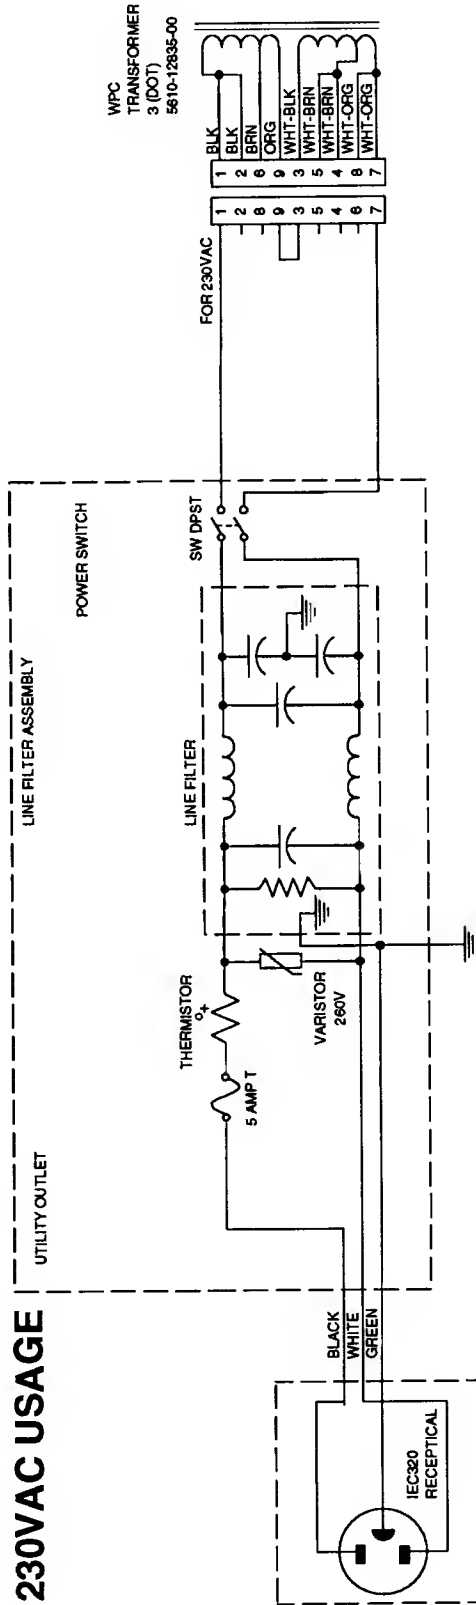 230VAC USAGE
UTILITY OUTLET
LINE FILTER ASSEMBLY
POWER SWITCH
WPC
TRANSFORMER
3 (DOT)
5610-12835-00
THERMISTOR
o+
5 AMP T
VARISTOR
260V
LINE FILTER
SW DPST
FOR 230VAC
BLACK
WHITE
GREEN
IEC320
RECEPTICAL
1
2
8
9
3
5
4
6
7
1
2
6
9
3
5
4
8
7
BLK
BLK
BRN
ORG
WHT-BLK
WHT-BRN
WHT-BRN
WHT-ORG
WHT-ORG